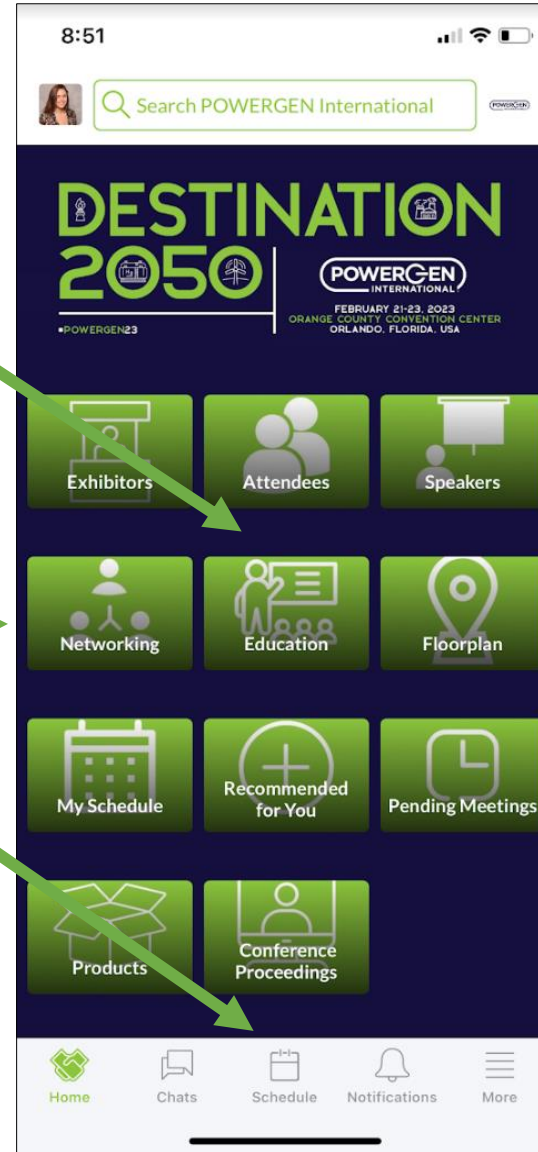 8:51
Search POWERGEN International
POWERGEN
DESTINATION
2050
POWERGEN
INTERNATIONAL
FEBRUARY 21-23, 2023
ORANGE COUNTY CONVENTION CENTER
ORLANDO, FLORIDA, USA
#POWERGEN23
Exhibitors
Attendees
Speakers
Networking
Education
Floorplan
My Schedule
Recommended
for You
Pending Meetings
Products
Conference
Proceedings
Home
Chats
Schedule
Notifications
More